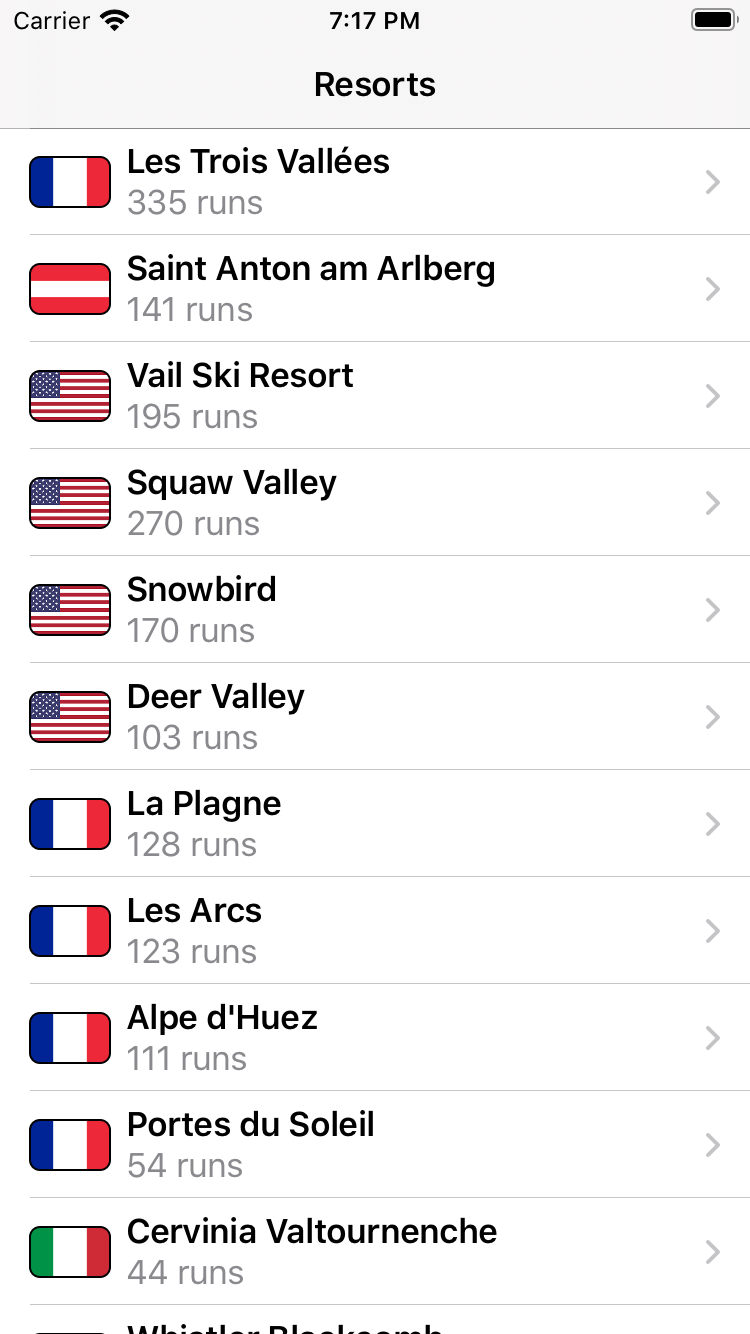 Carrier 7:17 PM
Resorts
Les Trois Vallées
335 runs
Saint Anton am Arlberg
141 runs
Vail Ski Resort
195 runs
Squaw Valley
270 runs
Snowbird
170 runs
Deer Valley
103 runs
La Plagne
128 runs
Les Arcs
123 runs
Alpe d'Huez
111 runs
Portes du Soleil
54 runs
Cervinia Valtournenche
44 runs
Whistler Blackcomb